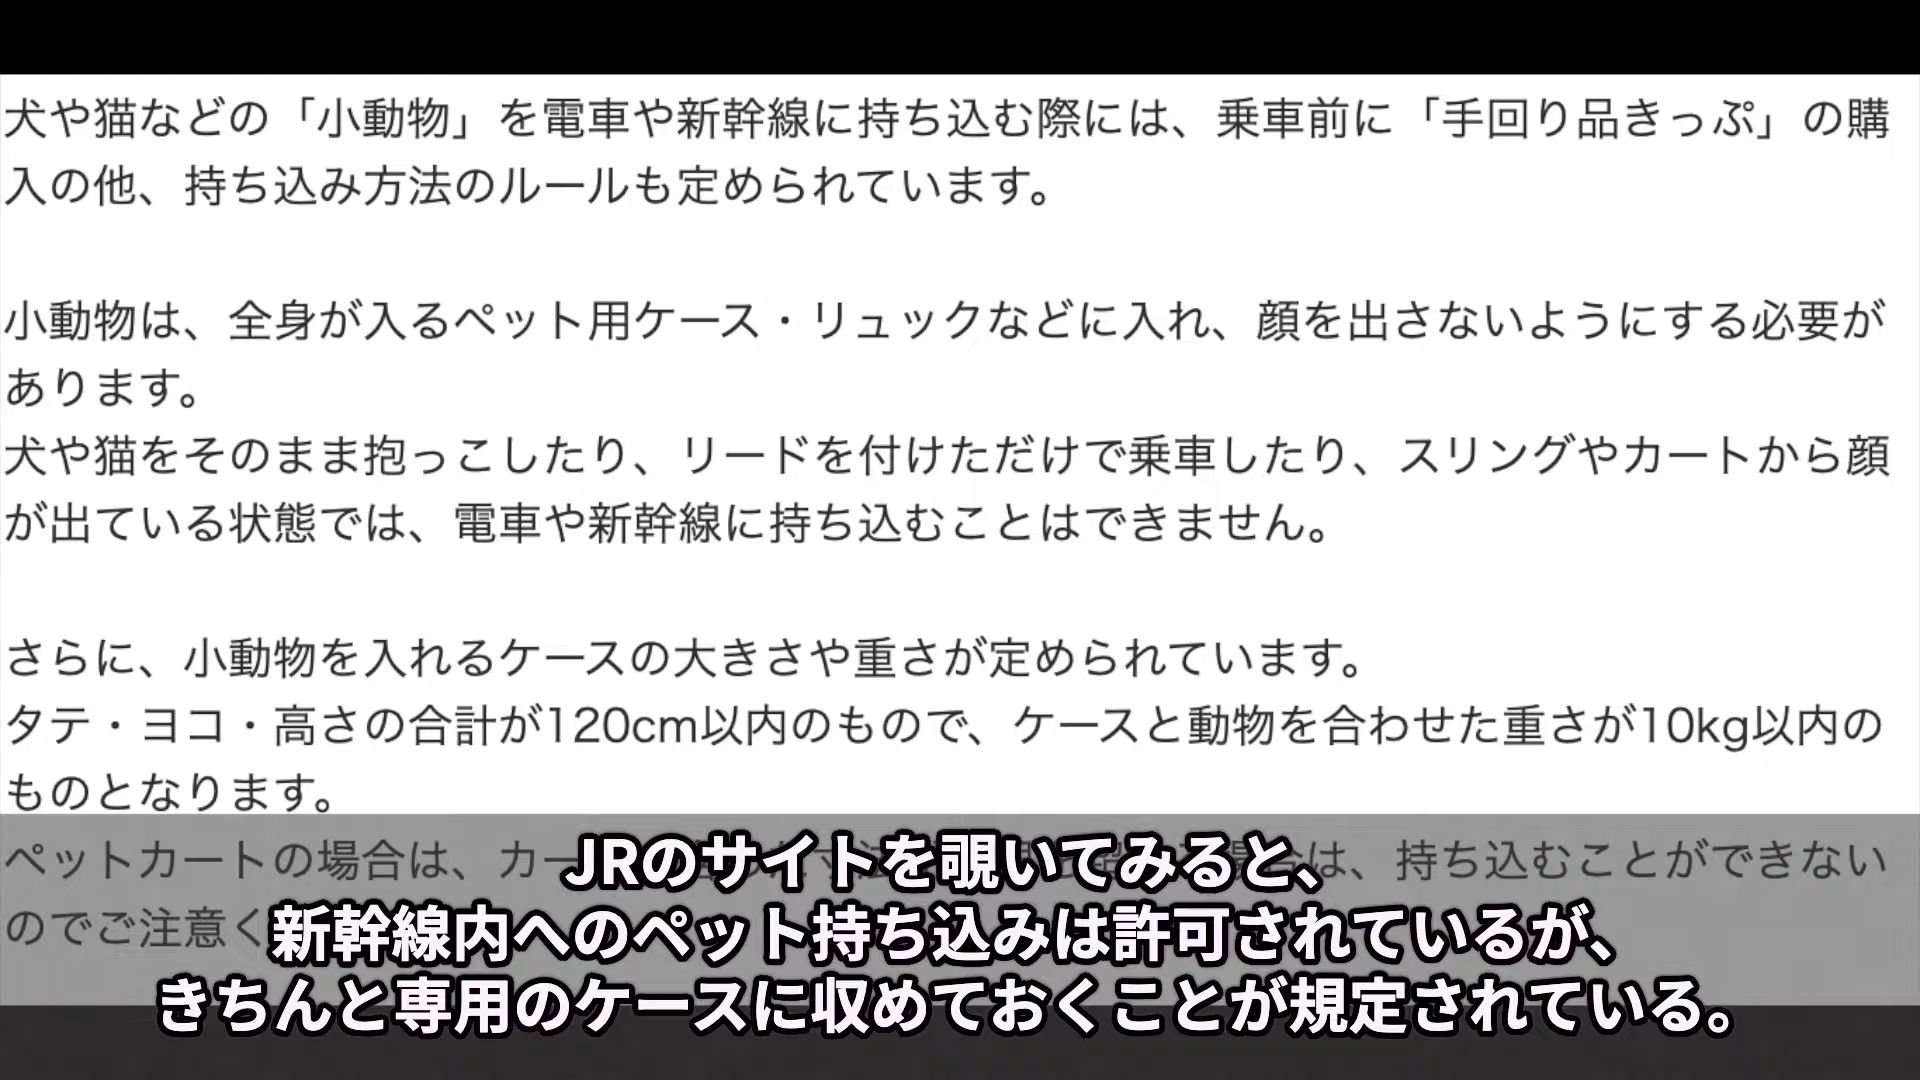 犬や猫などの「小動物」を電車や新幹線に持ち込む際には、乗車前に「手回り品きっぷ」の購
入の他、持ち込み方法のルールも定められています。
小動物は、全身が入るペット用ケース・リュックなどに入れ、顔を出さないようにする必要が
あります。
犬や猫をそのまま抱っこしたり、リードを付けただけで乗車したり、スリングやカートから顔
が出ている状態では、電車や新幹線に持ち込むことはできません。
さらに、小動物を入れるケースの大きさや重さが定められています。
タテ・ヨコ・高さの合計が120cm以内のもので、ケースと動物を合わせた重さが10kg以内の
ものとなります。
ペットカートの場合は、カー は、持ち込むことができない
のでご注意く
JRのサイトを覗いてみると、
新幹線内へのペット持ち込みは許可されているが、
きちんと専用のケースに収めておくことが規定されている。